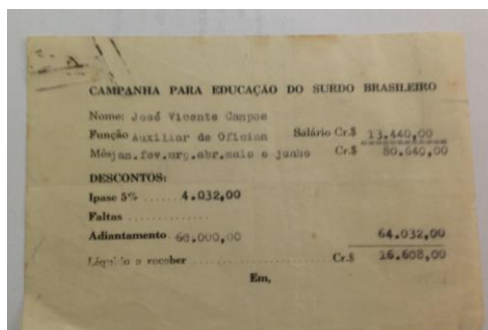 CAMPANHA PARA EDUCAÇÃO DO SURDO BRASILEIRO
Nome: José Vicente Campos
Função Auxiliar de Oficina Salário Cr.$ 13.440,00
Mês jan.fev.mrç.abr.maio e junho Cr.$ 80.640,00
DESCONTOS:
Ipase 5% ...... 4.032,00
Faltas ..............
Adiantamento 60.000,00 64.032,00
Líquido a receber ...................... Cr.$ 16.608,00
Em,